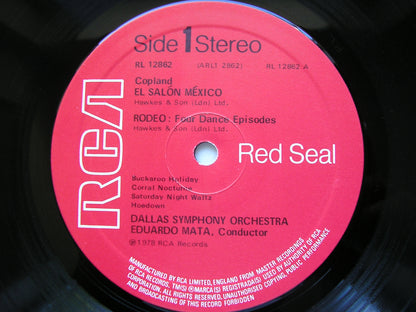 Side 1 Stereo
RL 12862 (ARL1 2862) RL 12862 A
Copland
EL SALÓN MÉXICO
Hawkes & Son (Ldn) Ltd.
RODEO : Four Dance Episodes
Hawkes & Son (Ldn) Ltd.
RCA
Red Seal
Buckaroo Holiday
Corral Nocturne
Saturday Night Waltz
Hoedown
DALLAS SYMPHONY ORCHESTRA
EDUARDO MATA, Conductor
℗ 1978 RCA Records
MANUFACTURED BY RCA LIMITED, ENGLAND FROM MASTER RECORDINGS
OF RCA RECORDS. TM(S) ® MARCA(S) REGISTRADA(S) USED BY RCA
CORPORATION. ALL RIGHTS RESERVED. UNAUTHORISED COPYING, PUBLIC PERFORMANCE
AND BROADCASTING OF THIS RECORD FORBIDDEN